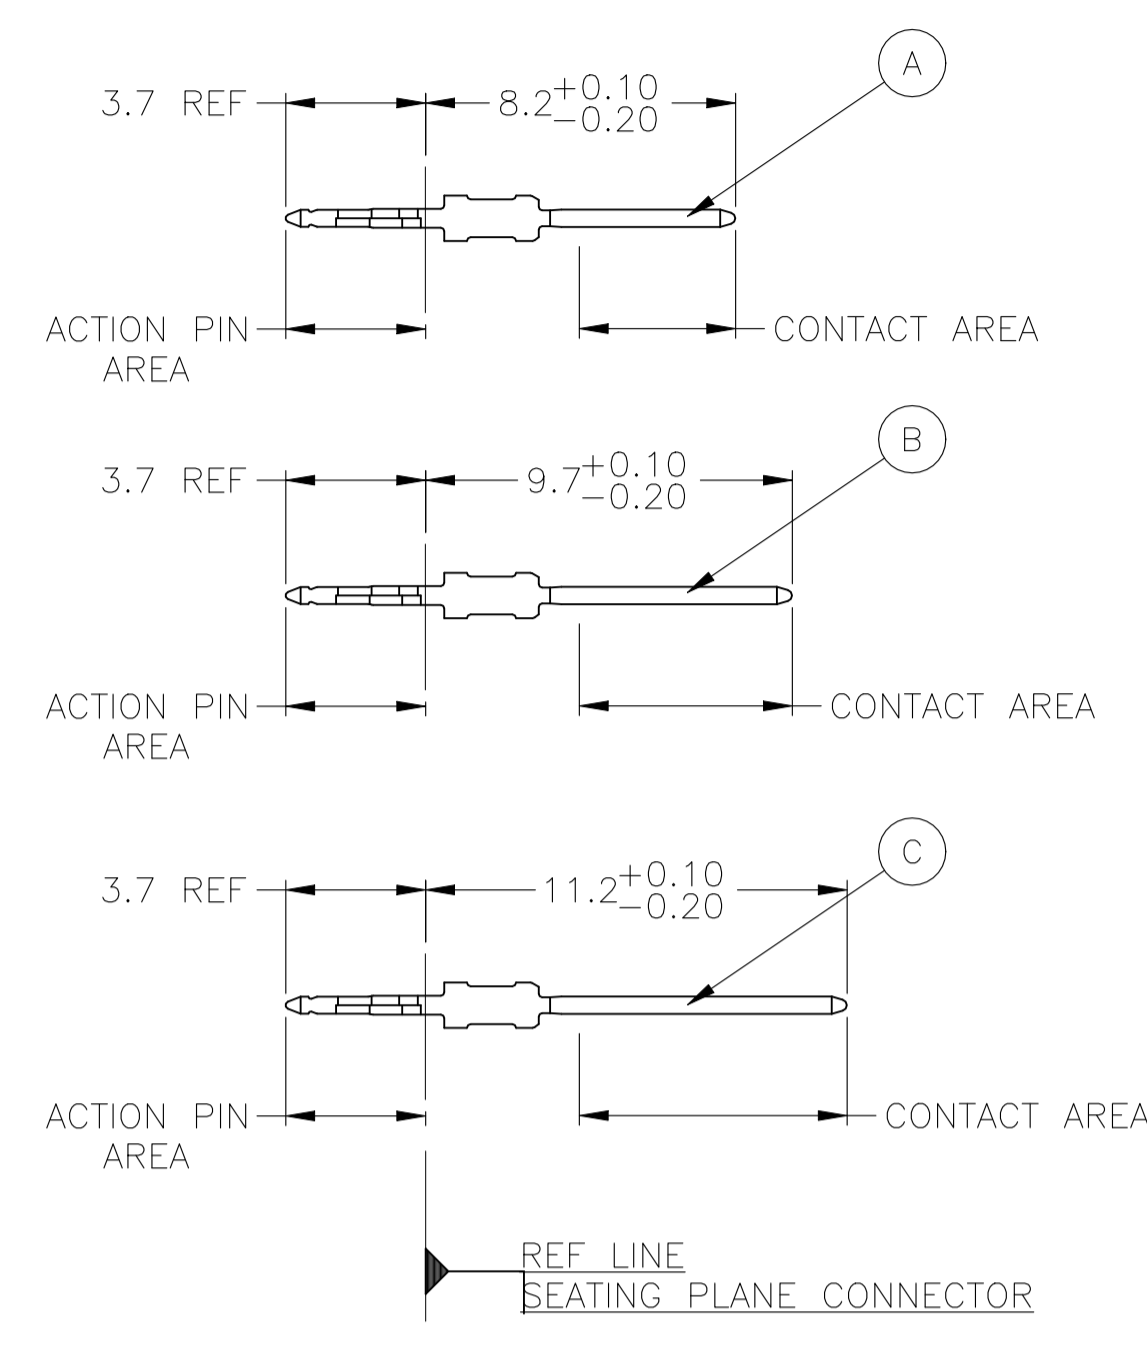 A
3.7 REF 8.2 +0.10
-0.20
ACTION PIN CONTACT AREA
AREA
B
3.7 REF 9.7 +0.10
-0.20
ACTION PIN CONTACT AREA
AREA
C
3.7 REF 11.2 +0.10
-0.20
ACTION PIN CONTACT AREA
AREA
REF LINE
SEATING PLANE CONNECTOR